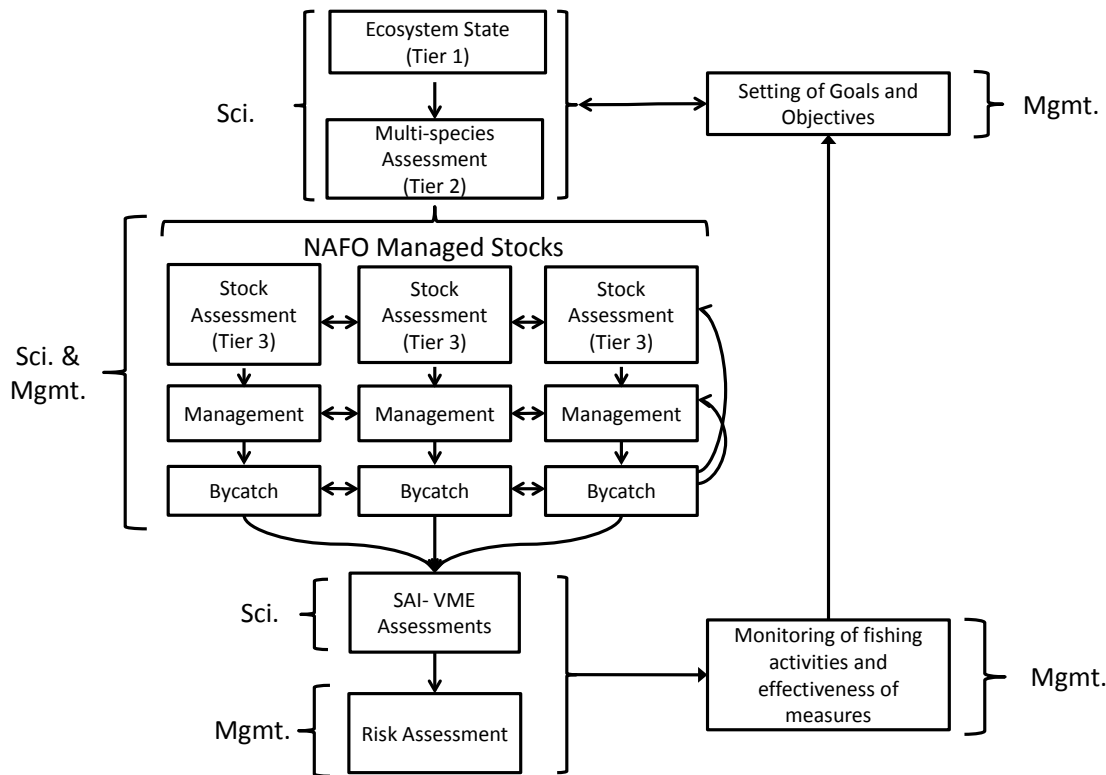 Ecosystem State
(Tier 1)
Sci.
Setting of Goals and
Objectives
Mgmt.
Multi-species
Assessment
(Tier 2)
NAFO Managed Stocks
Stock
Assessment
(Tier 3)
Stock
Assessment
(Tier 3)
Stock
Assessment
(Tier 3)
Sci. &
Mgmt.
Management
Management
Management
Bycatch
Bycatch
Bycatch
Sci.
SAI- VME
Assessments
Monitoring of fishing
activities and
effectiveness of
measures
Mgmt.
Mgmt.
Risk Assessment